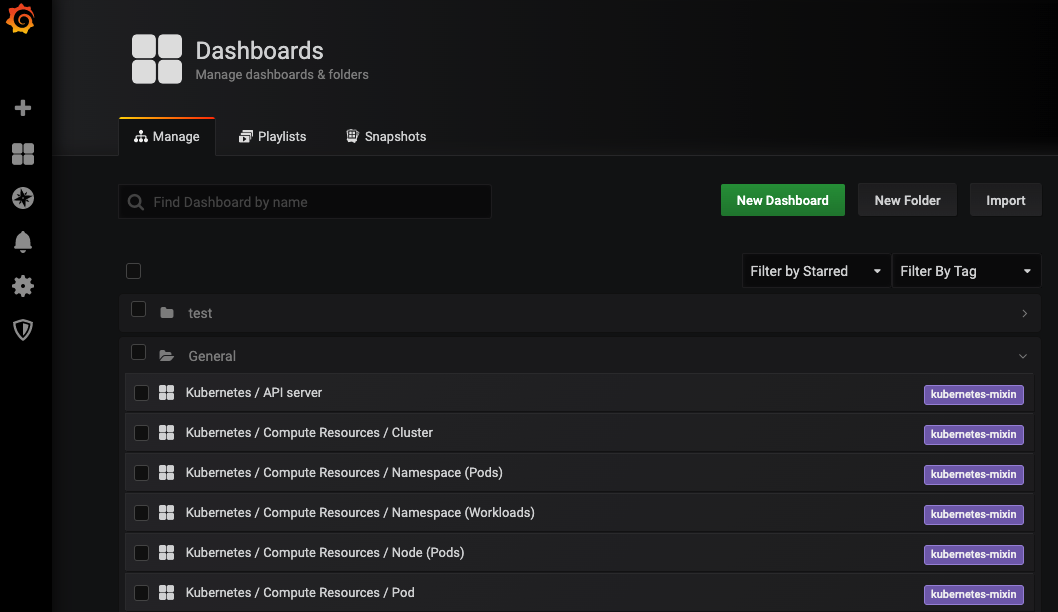 Dashboards
Manage dashboards & folders
Manage Playlists Snapshots
Find Dashboard by name New Dashboard New Folder Import
Filter by Starred Filter By Tag
test
General
Kubernetes / API server kubernetes-mixin
Kubernetes / Compute Resources / Cluster kubernetes-mixin
Kubernetes / Compute Resources / Namespace (Pods) kubernetes-mixin
Kubernetes / Compute Resources / Namespace (Workloads) kubernetes-mixin
Kubernetes / Compute Resources / Node (Pods) kubernetes-mixin
Kubernetes / Compute Resources / Pod kubernetes-mixin